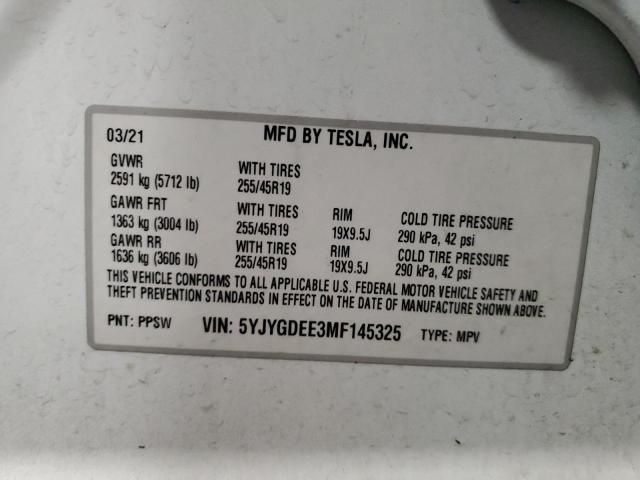 03/21 MFD BY TESLA, INC.
GVWR WITH TIRES
2591 kg (5712 lb) 255/45R19
GAWR FRT WITH TIRES RIM COLD TIRE PRESSURE
1363 kg (3004 lb) 255/45R19 19X9.5J 290 kPa, 42 psi
GAWR RR WITH TIRES RIM COLD TIRE PRESSURE
1636 kg (3606 lb) 255/45R19 19X9.5J 290 kPa, 42 psi
THIS VEHICLE CONFORMS TO ALL APPLICABLE U.S. FEDERAL MOTOR VEHICLE SAFETY AND
THEFT PREVENTION STANDARDS IN EFFECT ON THE DATE OF MANUFACTURE SHOWN ABOVE.
PNT: PPSW VIN: 5YJYGDEE3MF145325 TYPE: MPV